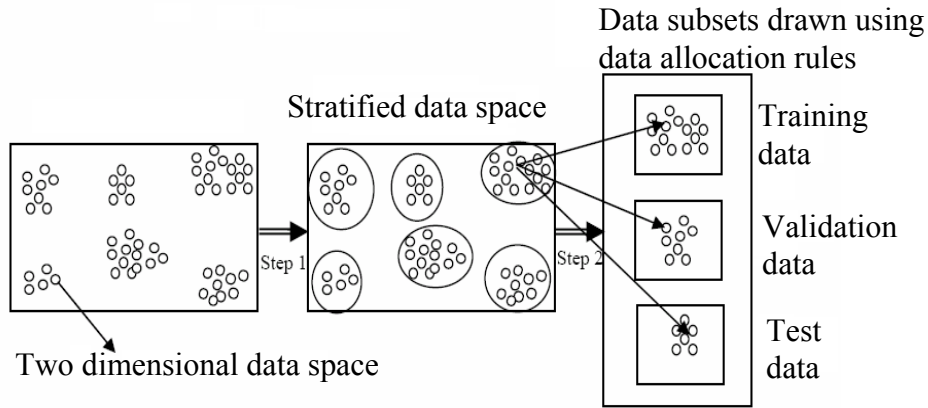 Data subsets drawn using
data allocation rules
Stratified data space
Training
data
Step 1
Step 2
Validation
data
Two dimensional data space
Test
data